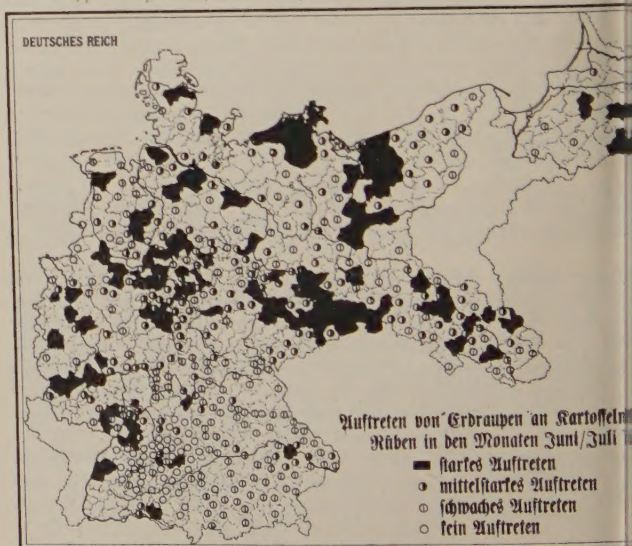 DEUTSCHES REICH
Auftreten von Erdraupen an
Rüben in den Monaten Juni/Juli
starkes Auftreten
mittelstarkes Auftreten
schwaches Auftreten
kein Auftreten